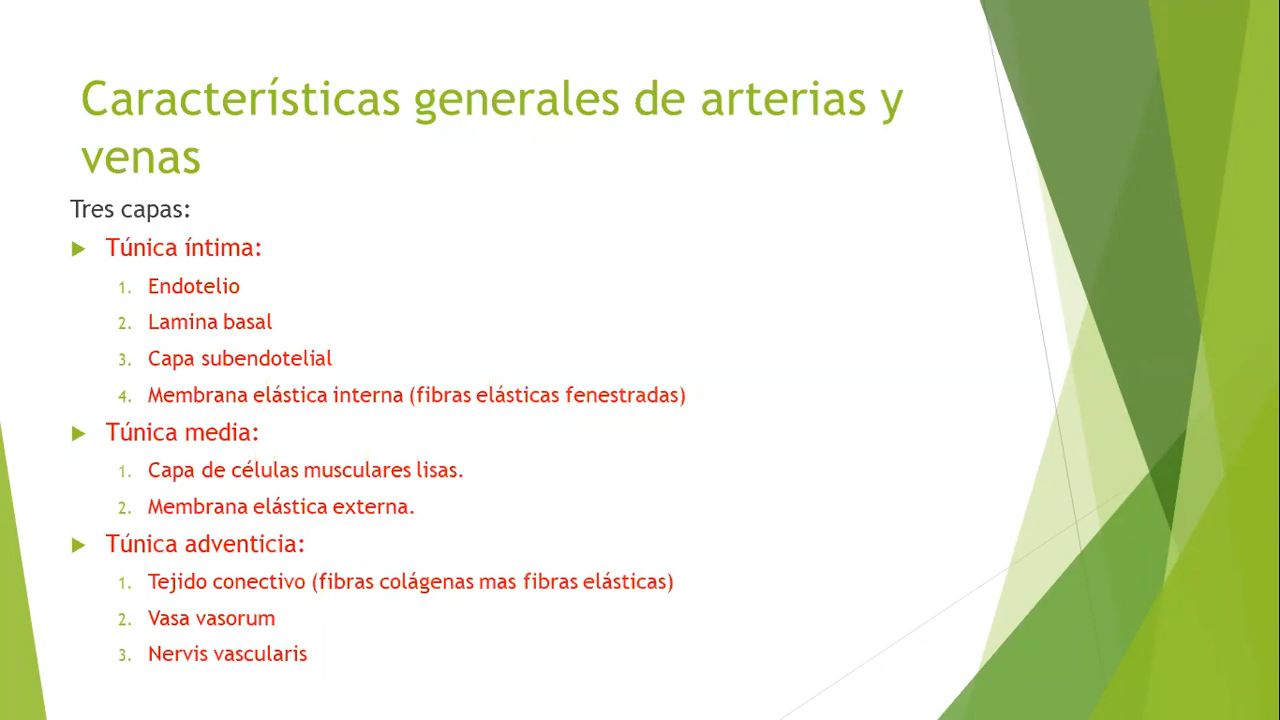 Características generales de arterias y
venas
Tres capas:
Túnica íntima:
1. Endotelio
2. Lamina basal
3. Capa subendotelial
4. Membrana elástica interna (fibras elásticas fenestradas)
Túnica media:
1. Capa de células musculares lisas.
2. Membrana elástica externa.
Túnica adventicia:
1. Tejido conectivo (fibras colágenas mas fibras elásticas)
2. Vasa vasorum
3. Nervis vascularis